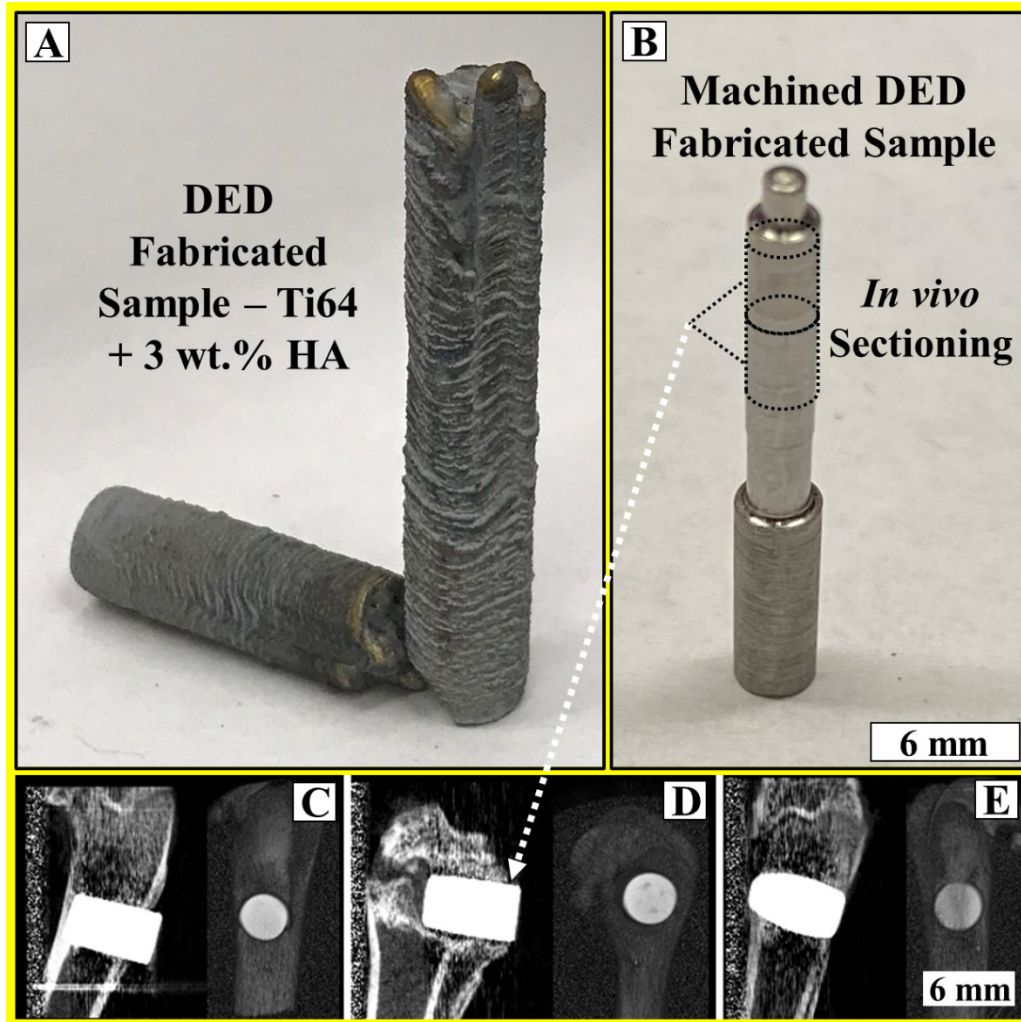 A
DED
Fabricated
Sample – Ti64
+ 3 wt.% HA
B
Machined DED
Fabricated Sample
In vivo
Sectioning
6 mm
C
D
E
6 mm